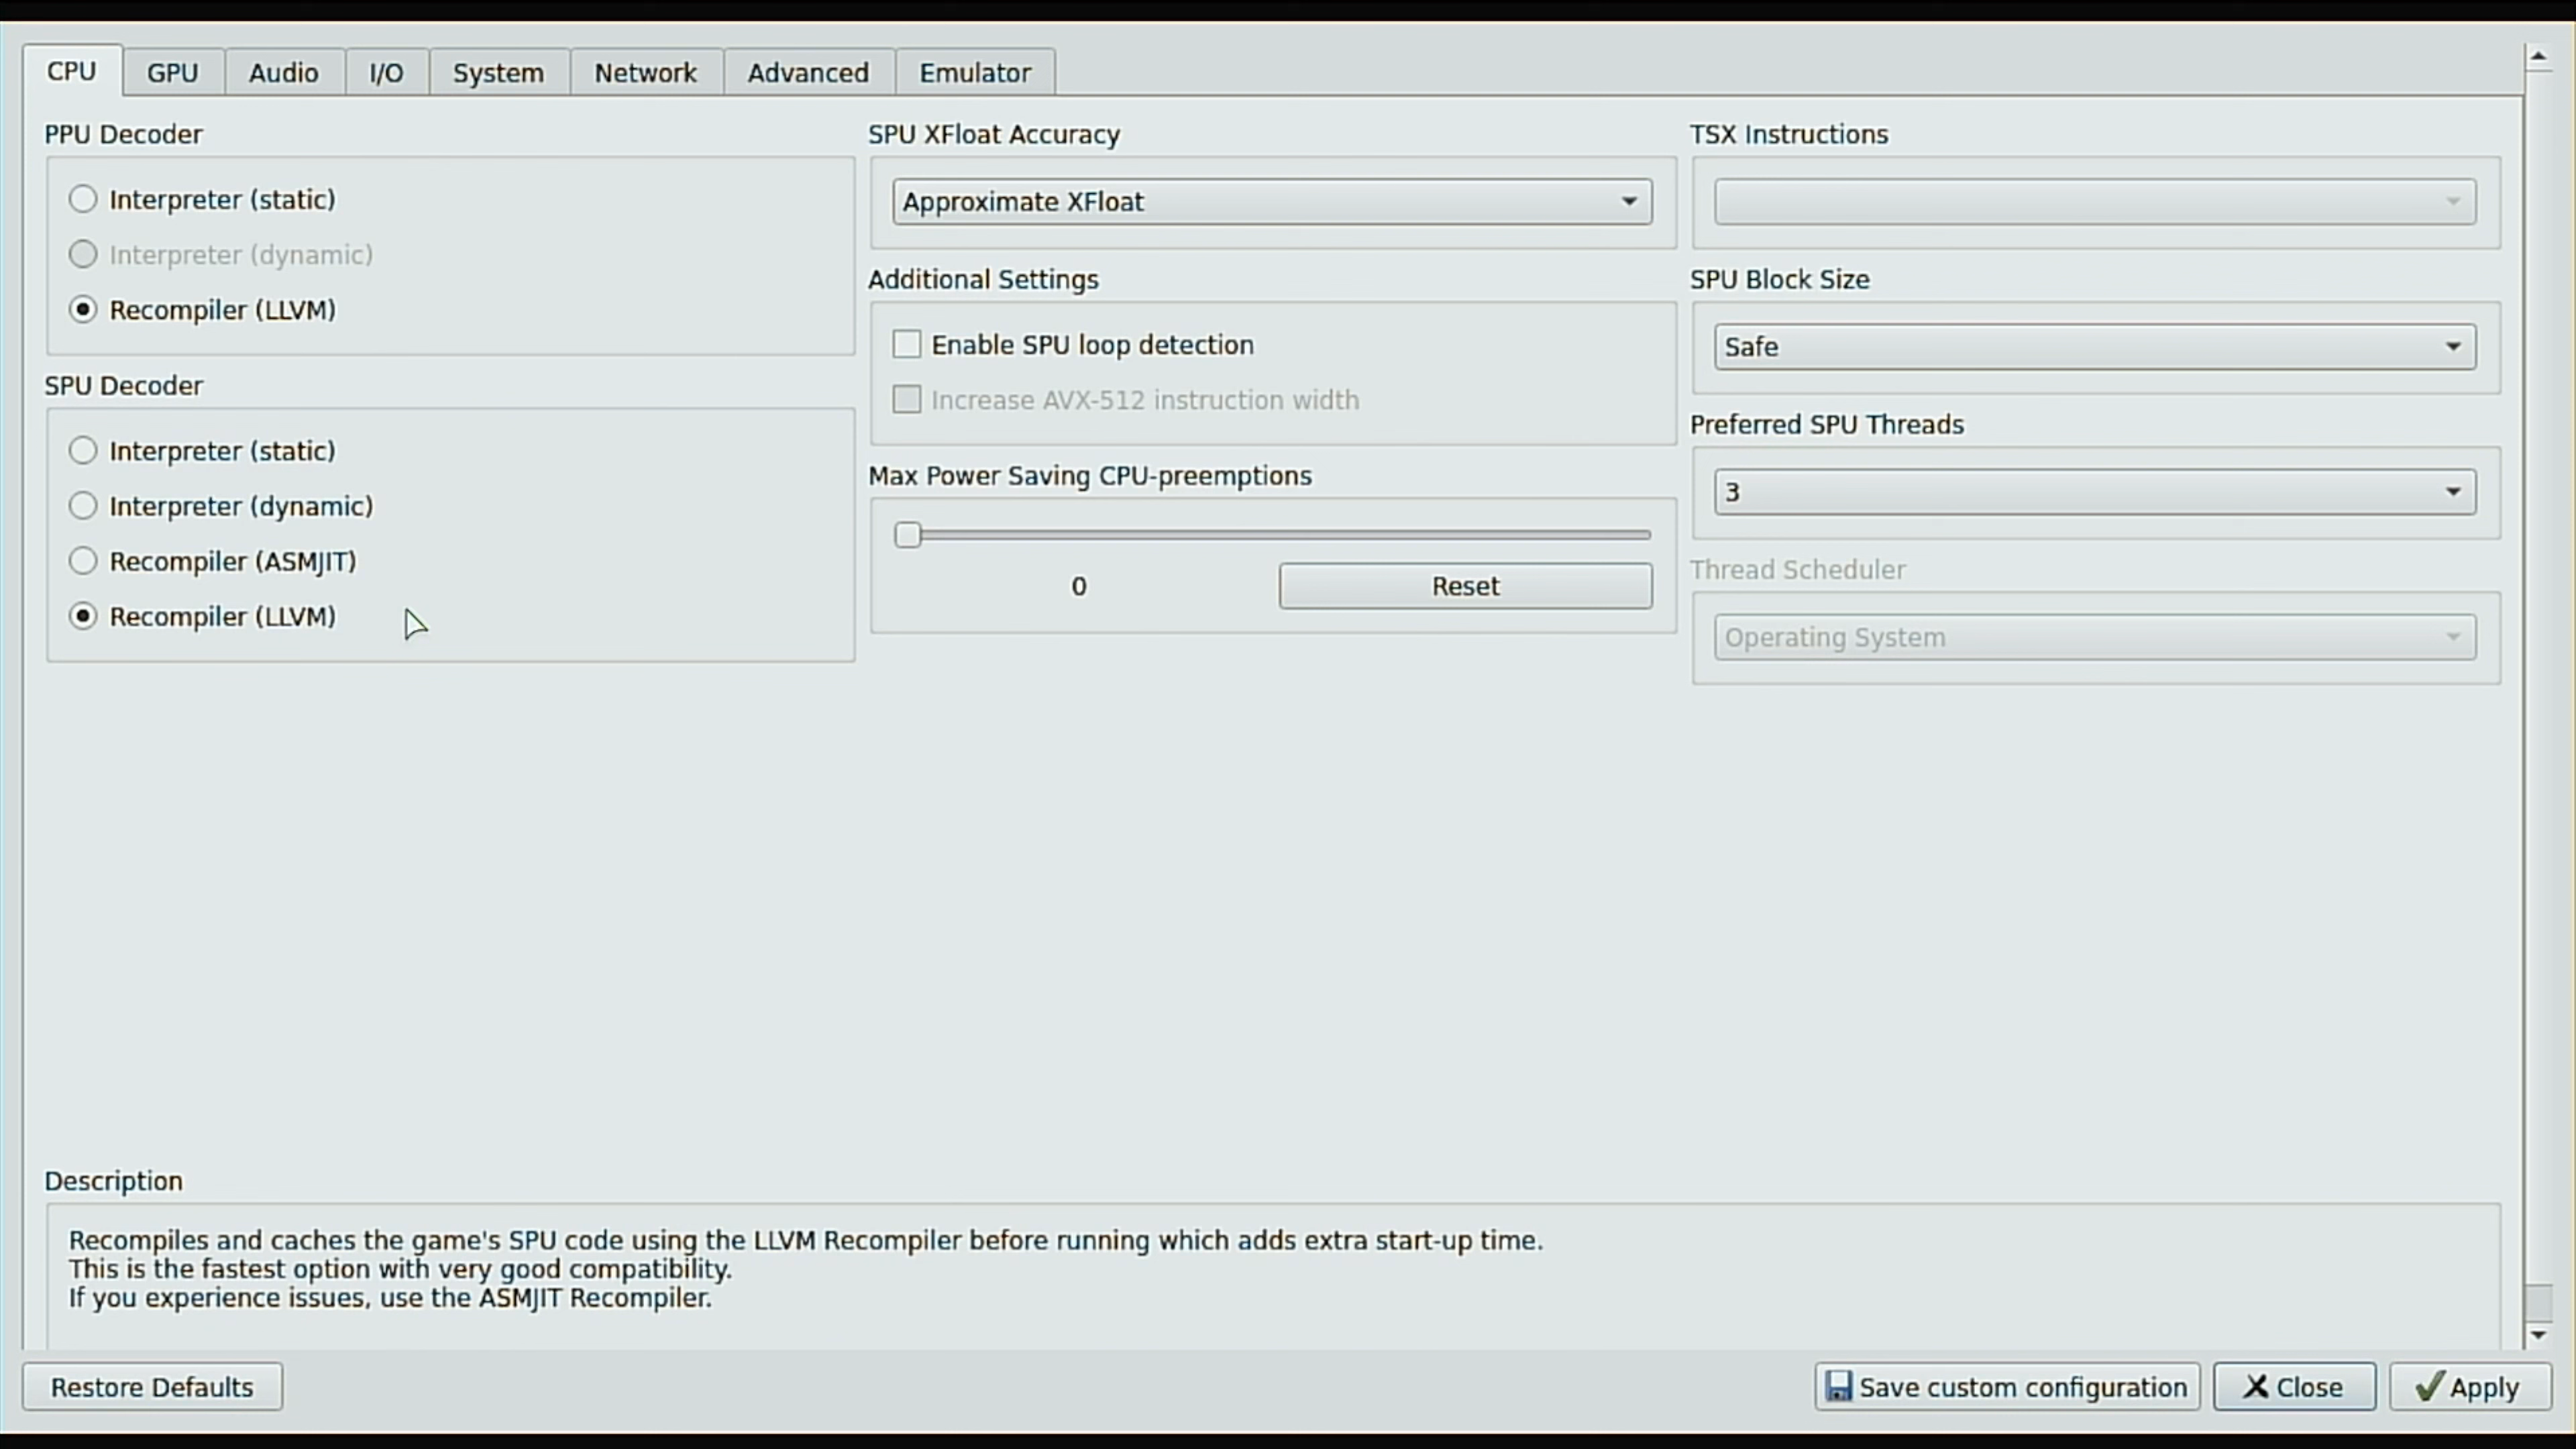 CPU GPU Audio I/O System Network Advanced Emulator
PPU Decoder
Interpreter (static)
Interpreter (dynamic)
Recompiler (LLVM)
SPU Decoder
Interpreter (static)
Interpreter (dynamic)
Recompiler (ASMJIT)
Recompiler (LLVM)
SPU XFloat Accuracy
Approximate XFloat
Additional Settings
Enable SPU loop detection
Increase AVX-512 instruction width
Max Power Saving CPU-preemptions
0 Reset
TSX Instructions
SPU Block Size
Safe
Preferred SPU Threads
3
Thread Scheduler
Operating System
Description
Recompiles and caches the game's SPU code using the LLVM Recompiler before running which adds extra start-up time.
This is the fastest option with very good compatibility.
If you experience issues, use the ASMJIT Recompiler.
Restore Defaults Save custom configuration Close Apply